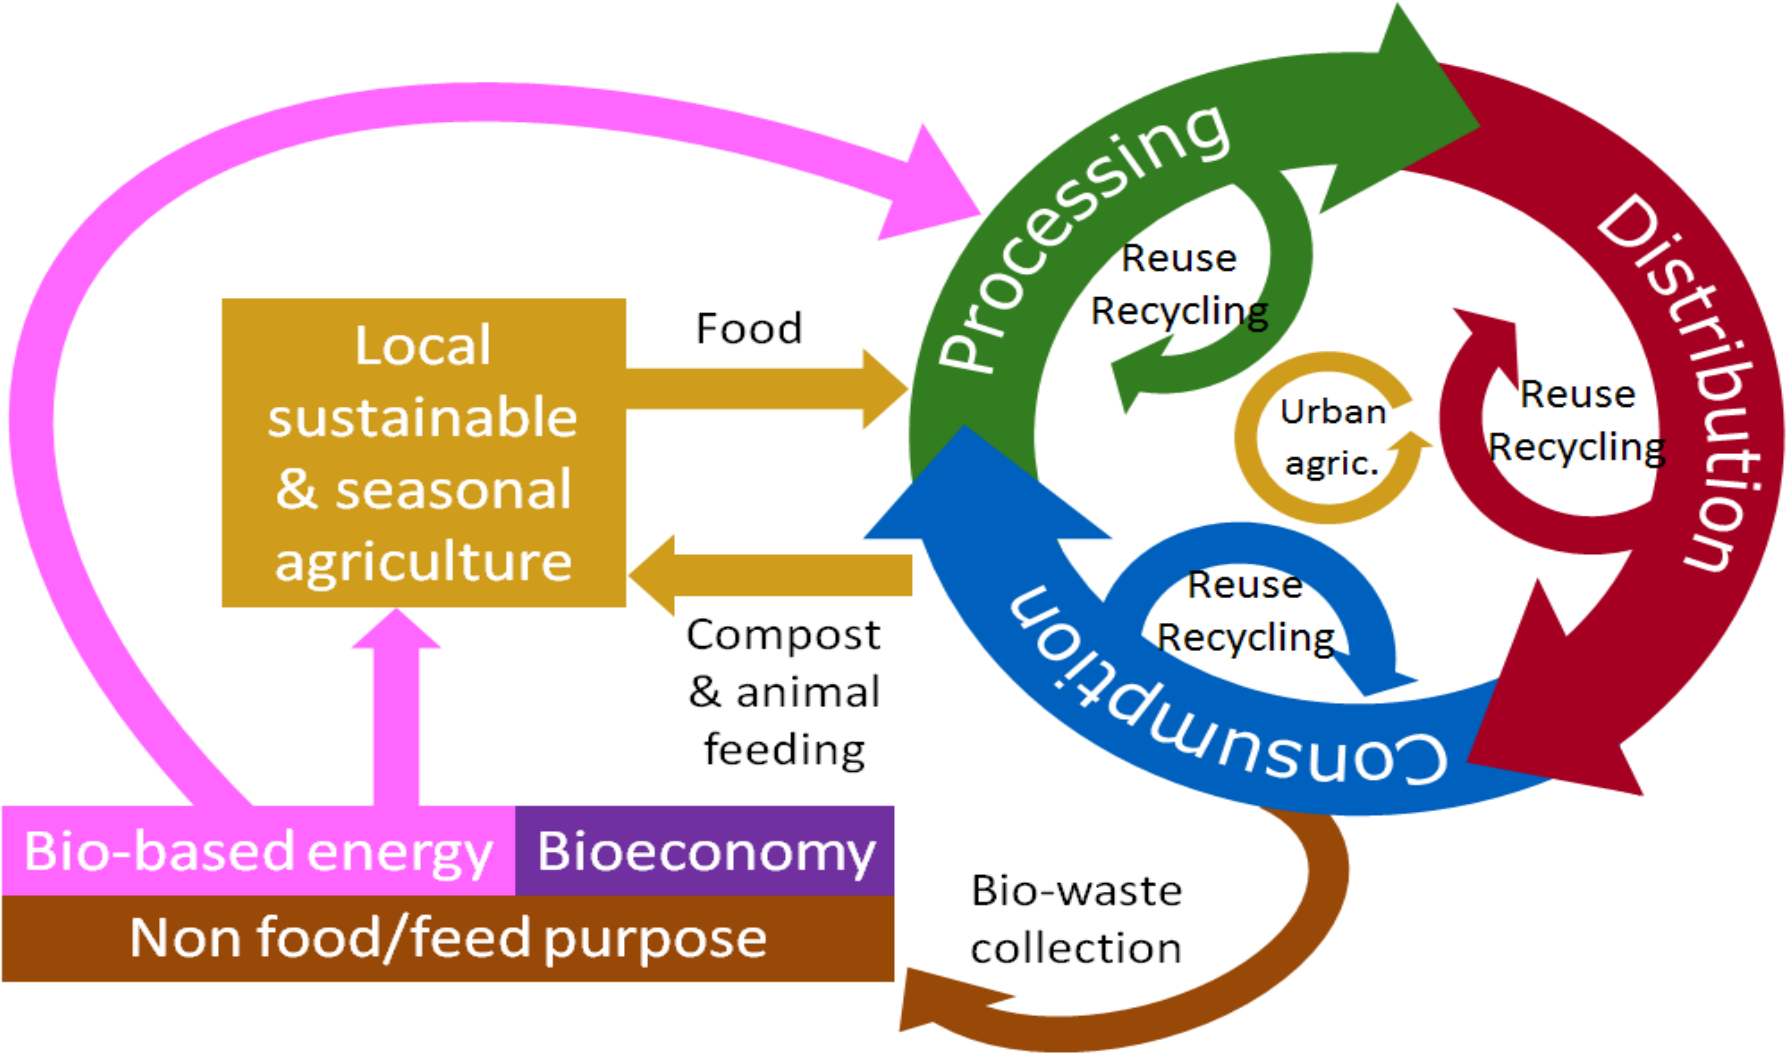 Processing
Distribution
Consumption
Reuse
Recycling
Reuse
Recycling
Reuse
Recycling
Urban
agric.
Local
sustainable
& seasonal
agriculture
Food
Compost
& animal
feeding
Bio-based energy
Bioeconomy
Non food/feed purpose
Bio-waste
collection